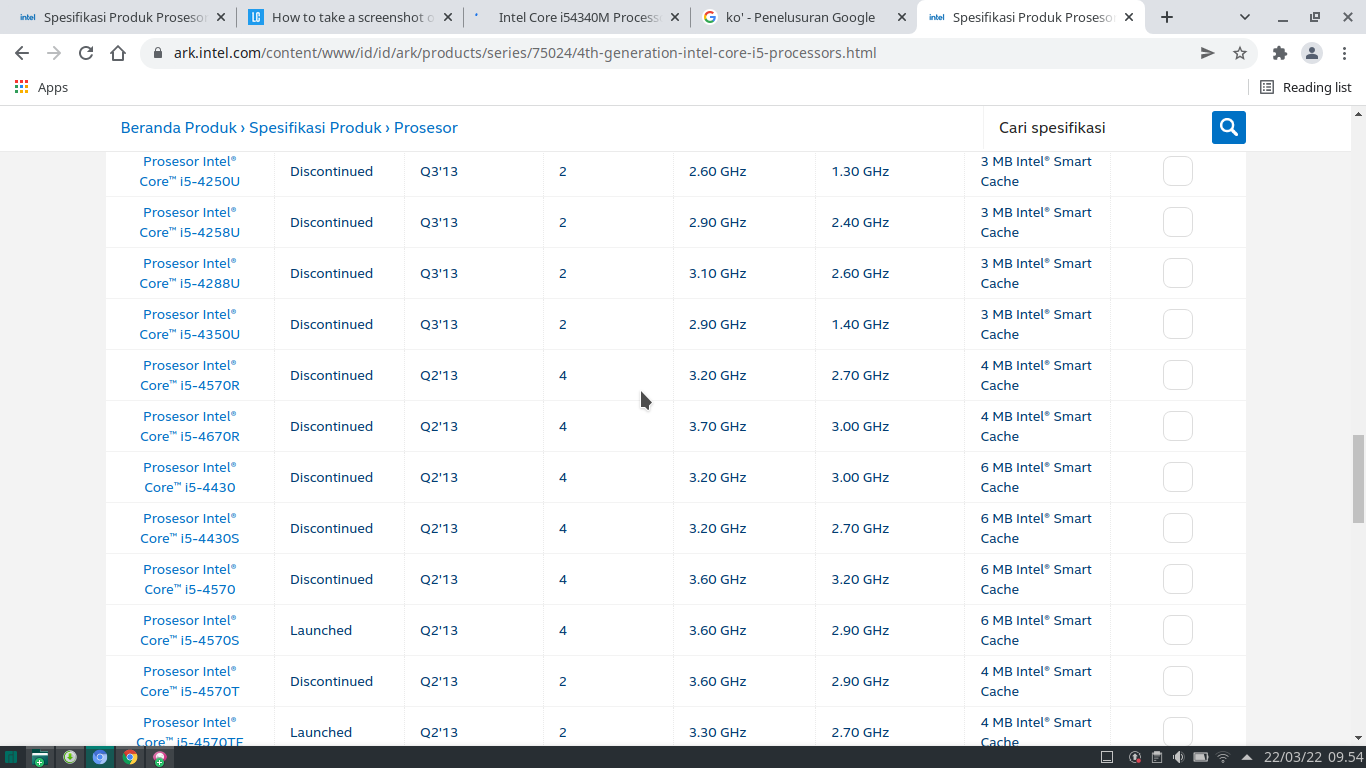 intel Spesifikasi Produk Prosesor
LC How to take a screenshot o
Intel Core i54340M Process
ko' - Penelusuran Google
intel Spesifikasi Produk Prosesor
ark.intel.com/content/www/id/id/ark/products/series/75024/4th-generation-intel-core-i5-processors.html
Apps
Reading list
Beranda Produk › Spesifikasi Produk › Prosesor
Cari spesifikasi
Prosesor Intel® Core™ i5-4250U Discontinued Q3'13 2 2.60 GHz 1.30 GHz 3 MB Intel® Smart Cache
Prosesor Intel® Core™ i5-4258U Discontinued Q3'13 2 2.90 GHz 2.40 GHz 3 MB Intel® Smart Cache
Prosesor Intel® Core™ i5-4288U Discontinued Q3'13 2 3.10 GHz 2.60 GHz 3 MB Intel® Smart Cache
Prosesor Intel® Core™ i5-4350U Discontinued Q3'13 2 2.90 GHz 1.40 GHz 3 MB Intel® Smart Cache
Prosesor Intel® Core™ i5-4570R Discontinued Q2'13 4 3.20 GHz 2.70 GHz 4 MB Intel® Smart Cache
Prosesor Intel® Core™ i5-4670R Discontinued Q2'13 4 3.70 GHz 3.00 GHz 4 MB Intel® Smart Cache
Prosesor Intel® Core™ i5-4430 Discontinued Q2'13 4 3.20 GHz 3.00 GHz 6 MB Intel® Smart Cache
Prosesor Intel® Core™ i5-4430S Discontinued Q2'13 4 3.20 GHz 2.70 GHz 6 MB Intel® Smart Cache
Prosesor Intel® Core™ i5-4570 Discontinued Q2'13 4 3.60 GHz 3.20 GHz 6 MB Intel® Smart Cache
Prosesor Intel® Core™ i5-4570S Launched Q2'13 4 3.60 GHz 2.90 GHz 6 MB Intel® Smart Cache
Prosesor Intel® Core™ i5-4570T Discontinued Q2'13 2 3.60 GHz 2.90 GHz 4 MB Intel® Smart Cache
Prosesor Intel® Core™ i5-4570TE Launched Q2'13 2 3.30 GHz 2.70 GHz 4 MB Intel® Smart Cache
22/03/22 09.54